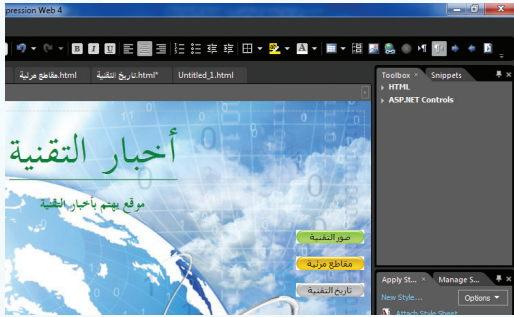 pression Web 4
B I U
مقاطع مرئية.html
تاريخ التقنية.html*
Untitled_1.html
Toolbox × Snippets
HTML
ASP.NET Controls
أخبار التقنية
موقع يهتم بأخبار التقنية
صور التقنية
مقاطع مرئية
تاريخ التقنية
Apply St... × Manage S...
New Style...
Options
Attach Style Sheet